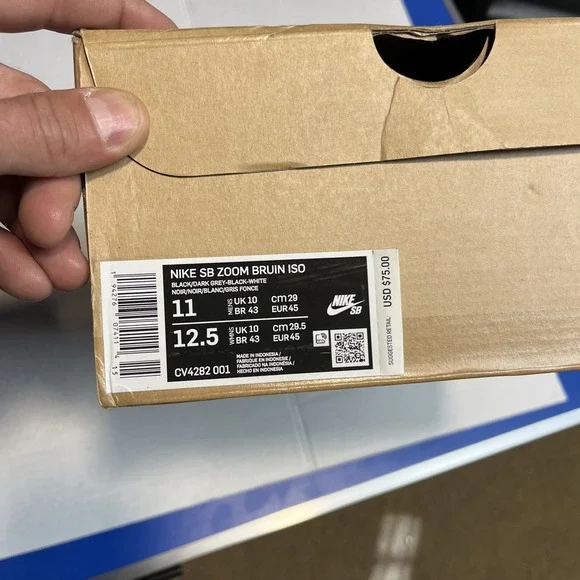 NIKE SB ZOOM BRUIN ISO
BLACK/DARK GREY-BLACK-WHITE
NOIR/NOIR/BLANC/GRIS FONCE
11 MENS UK 10 cm 29
BR 43 EUR 45
12.5 WMNS UK 10 cm 29.5
BR 43 EUR 45
NIKE SB
CV4282 001
MADE IN INDONESIA /
FABRIQUE EN INDONESIE /
FABRICADO EN INDONESIA /
HECHO EN INDONESIA
SUGGESTED RETAIL: USD $75.00